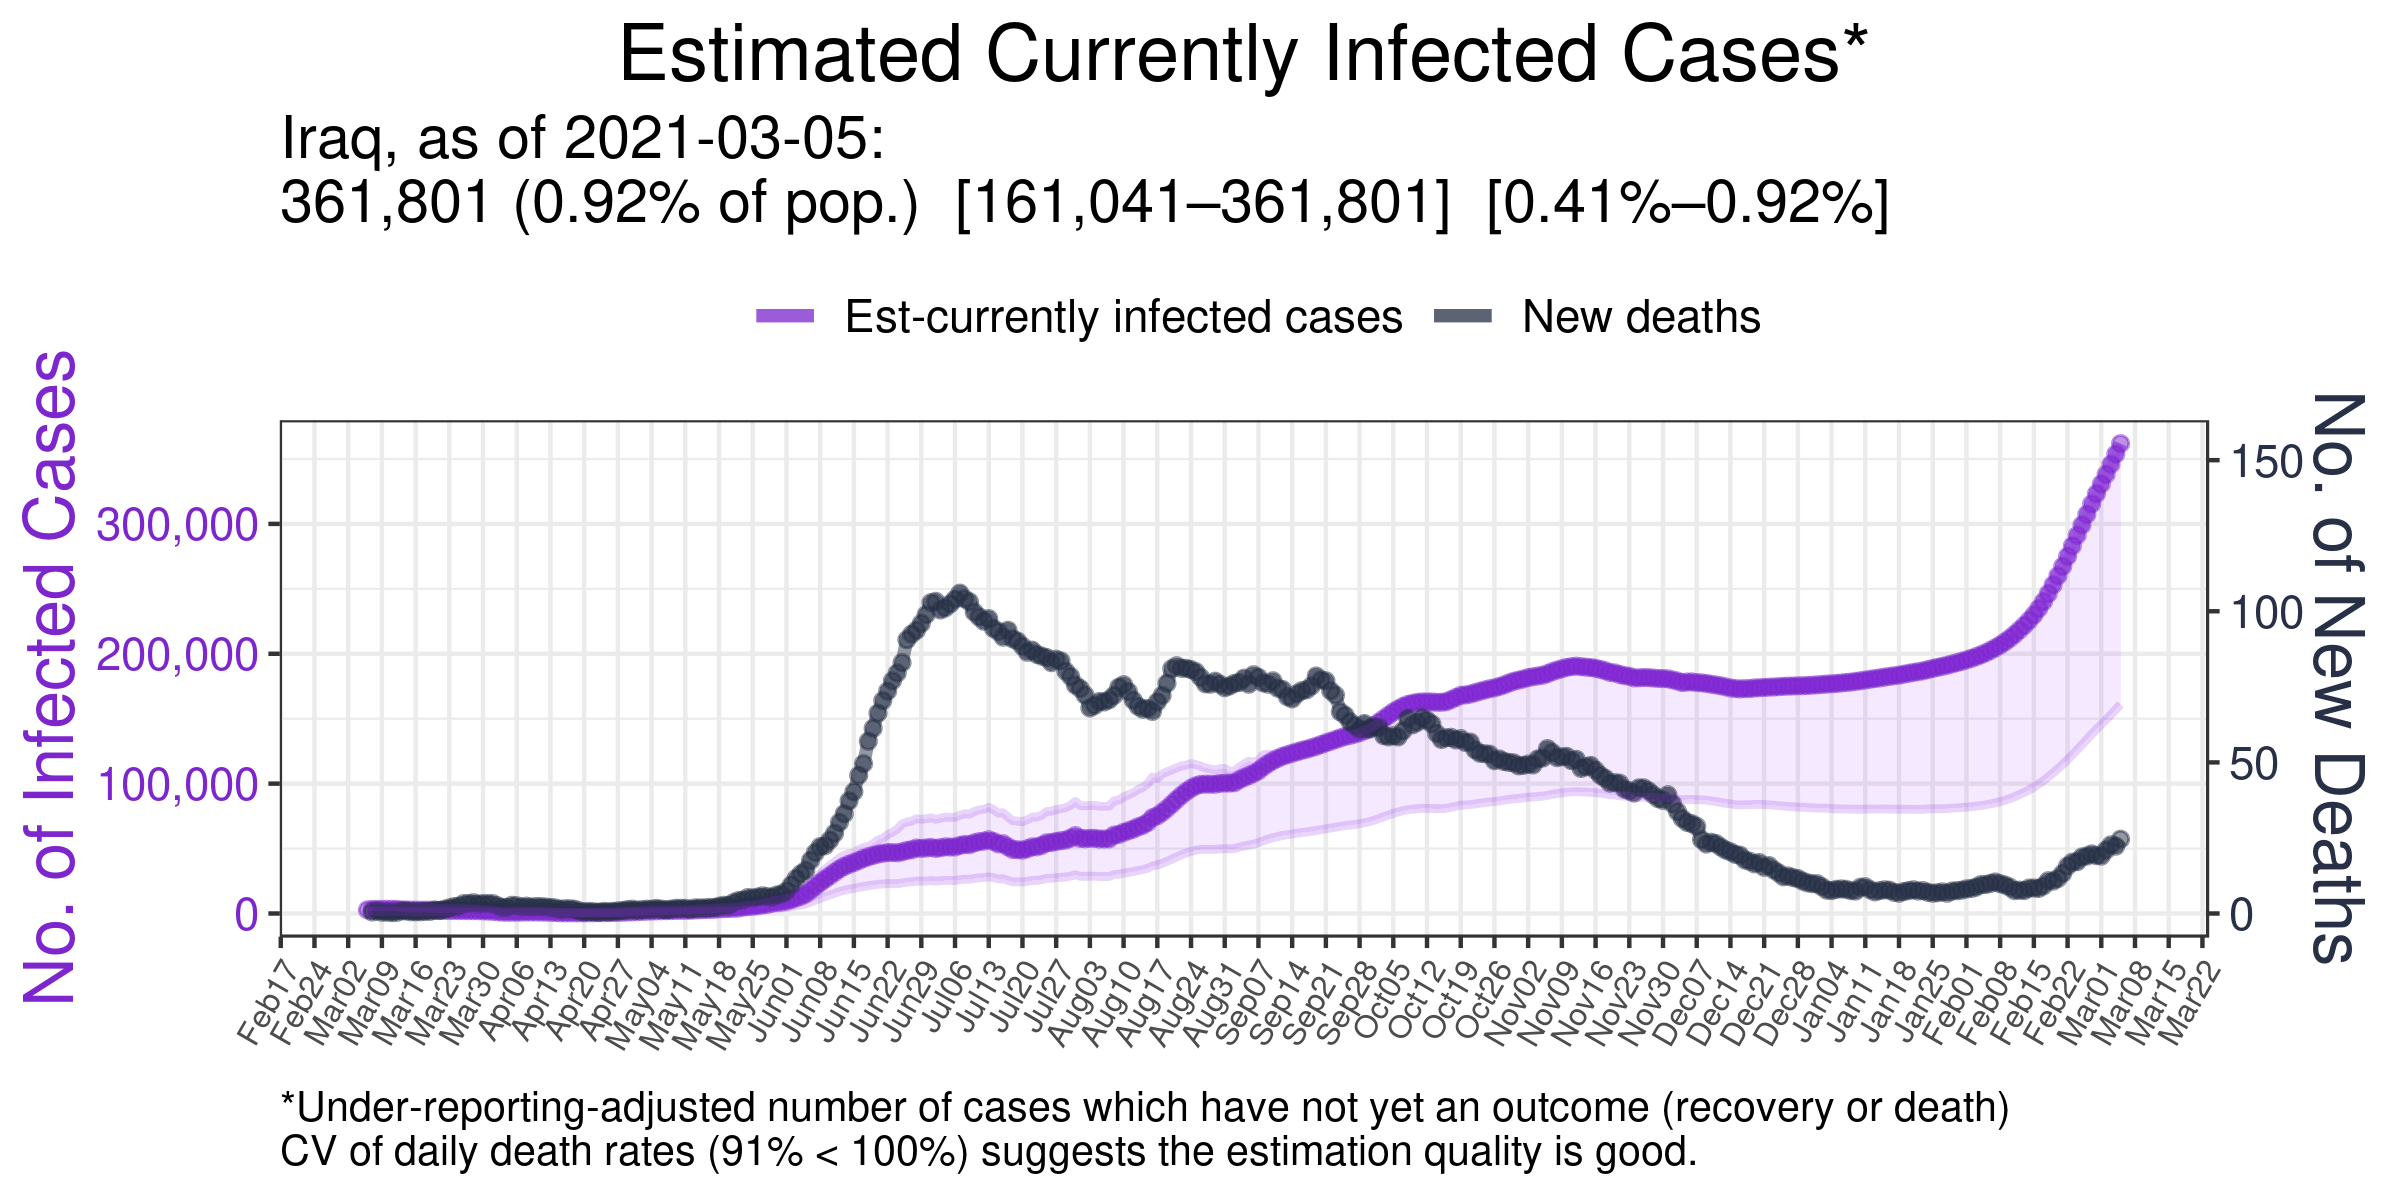 Estimated Currently Infected Cases*
Iraq, as of 2021-03-05:
361,801 (0.92% of pop.)  [161,041–361,801]  [0.41%–0.92%]
Est-currently infected cases
New deaths
No. of Infected Cases
300,000
200,000
100,000
0
150
100
50
0
No. of New Deaths
Feb17
Feb24
Mar02
Mar09
Mar16
Mar23
Mar30
Apr06
Apr13
Apr20
Apr27
May04
May11
May18
May25
Jun01
Jun08
Jun15
Jun22
Jun29
Jul06
Jul13
Jul20
Jul27
Aug03
Aug10
Aug17
Aug24
Aug31
Sep07
Sep14
Sep21
Sep28
Oct05
Oct12
Oct19
Oct26
Nov02
Nov09
Nov16
Nov23
Nov30
Dec07
Dec14
Dec21
Dec28
Jan04
Jan11
Jan18
Jan25
Feb01
Feb08
Feb15
Feb22
Mar01
Mar08
Mar15
Mar22
*Under-reporting-adjusted number of cases which have not yet an outcome (recovery or death)
CV of daily death rates (91% < 100%) suggests the estimation quality is good.